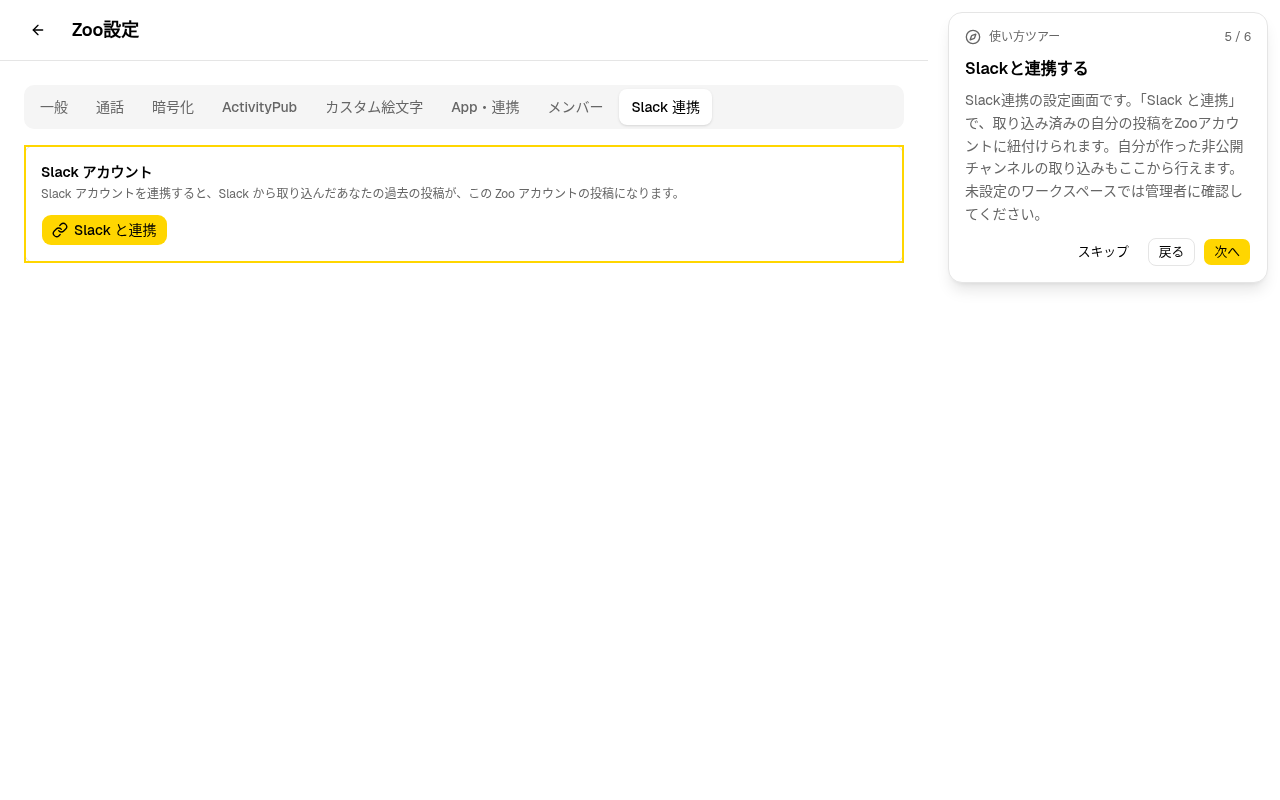 Zoo設定
一般 通話 暗号化 ActivityPub カスタム絵文字 App・連携 メンバー Slack 連携
Slack アカウント
Slack アカウントを連携すると、Slack から取り込んだあなたの過去の投稿が、この Zoo アカウントの投稿になります。
Slack と連携
使い方ツアー 5 / 6
Slackと連携する
Slack連携の設定画面です。「Slack と連携」
で、取り込み済みの自分の投稿をZooアカウ
ントに紐付けられます。自分が作った非公開
チャンネルの取り込みもここから行えます。
未設定のワークスペースでは管理者に確認し
てください。
スキップ 戻る 次へ